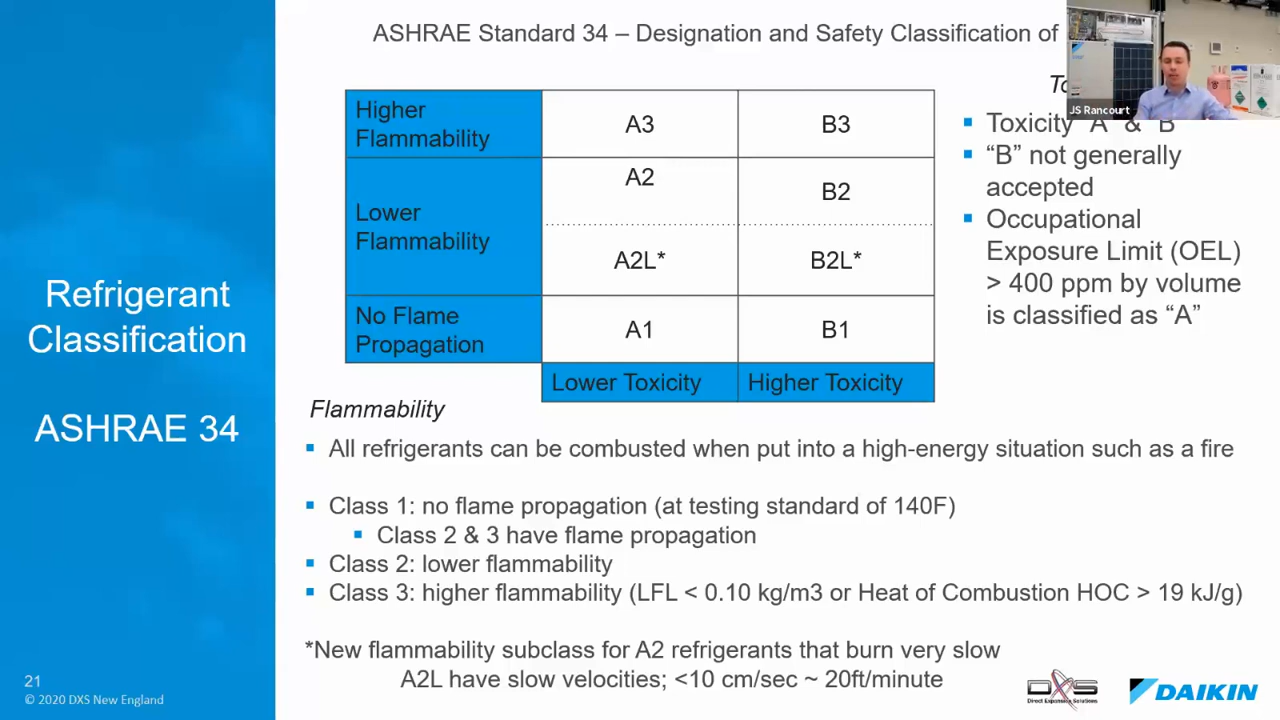 ASHRAE Standard 34 – Designation and Safety Classification of
JS Rancourt
Refrigerant
Classification
ASHRAE 34
Higher
Flammability
A3
B3
Lower
Flammability
A2
B2
A2L*
B2L*
No Flame
Propagation
A1
B1
Lower Toxicity
Higher Toxicity
▪ Toxicity "A" & "B"
▪ “B” not generally
accepted
▪ Occupational
Exposure Limit (OEL)
> 400 ppm by volume
is classified as “A”
Flammability
▪ All refrigerants can be combusted when put into a high-energy situation such as a fire
▪ Class 1: no flame propagation (at testing standard of 140F)
▪ Class 2 & 3 have flame propagation
▪ Class 2: lower flammability
▪ Class 3: higher flammability (LFL < 0.10 kg/m3 or Heat of Combustion HOC > 19 kJ/g)
*New flammability subclass for A2 refrigerants that burn very slow
A2L have slow velocities; <10 cm/sec ~ 20ft/minute
21
© 2020 DXS New England
DXS
Direct Expansion Solutions
DAIKIN